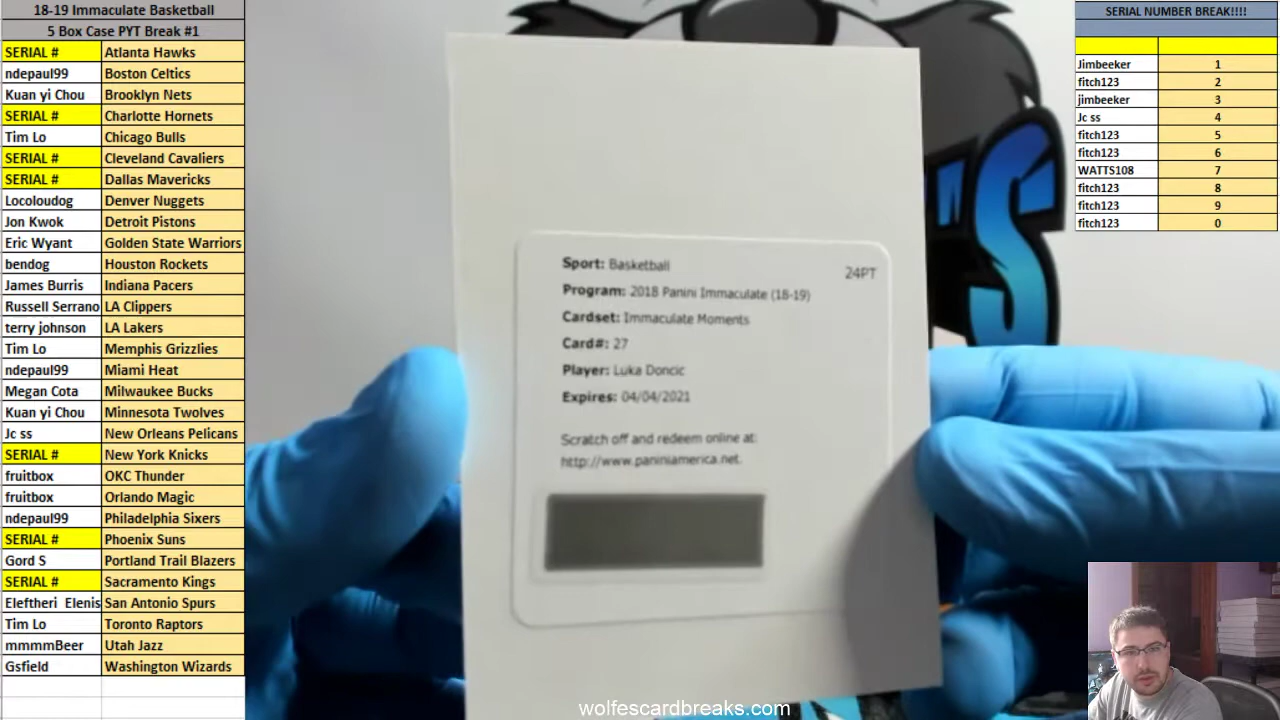 18-19 Immaculate Basketball
5 Box Case PYT Break #1
SERIAL # Atlanta Hawks
ndepaul99 Boston Celtics
Kuan yi Chou Brooklyn Nets
SERIAL # Charlotte Hornets
Tim Lo Chicago Bulls
SERIAL # Cleveland Cavaliers
SERIAL # Dallas Mavericks
Locoloudog Denver Nuggets
Jon Kwok Detroit Pistons
Eric Wyant Golden State Warriors
bendog Houston Rockets
James Burris Indiana Pacers
Russell Serrano LA Clippers
terry johnson LA Lakers
Tim Lo Memphis Grizzlies
ndepaul99 Miami Heat
Megan Cota Milwaukee Bucks
Kuan yi Chou Minnesota Twolves
Jc ss New Orleans Pelicans
SERIAL # New York Knicks
fruitbox OKC Thunder
fruitbox Orlando Magic
ndepaul99 Philadelphia Sixers
SERIAL # Phoenix Suns
Gord S Portland Trail Blazers
SERIAL # Sacramento Kings
Eleftheri Elenis San Antonio Spurs
Tim Lo Toronto Raptors
mmmmBeer Utah Jazz
Gsfield Washington Wizards
Sport: Basketball
24PT
Program: 2018 Panini Immaculate (18-19)
Cardset: Immaculate Moments
Card#: 27
Player: Luka Doncic
Expires: 04/04/2021
Scratch off and redeem online at:
http://www.paniniamerica.net.
wolfescardbreaks.com
SERIAL NUMBER BREAK!!!!
Jimbeeker 1
fitch123 2
jimbeeker 3
Jc ss 4
fitch123 5
fitch123 6
WATTS108 7
fitch123 8
fitch123 9
fitch123 0